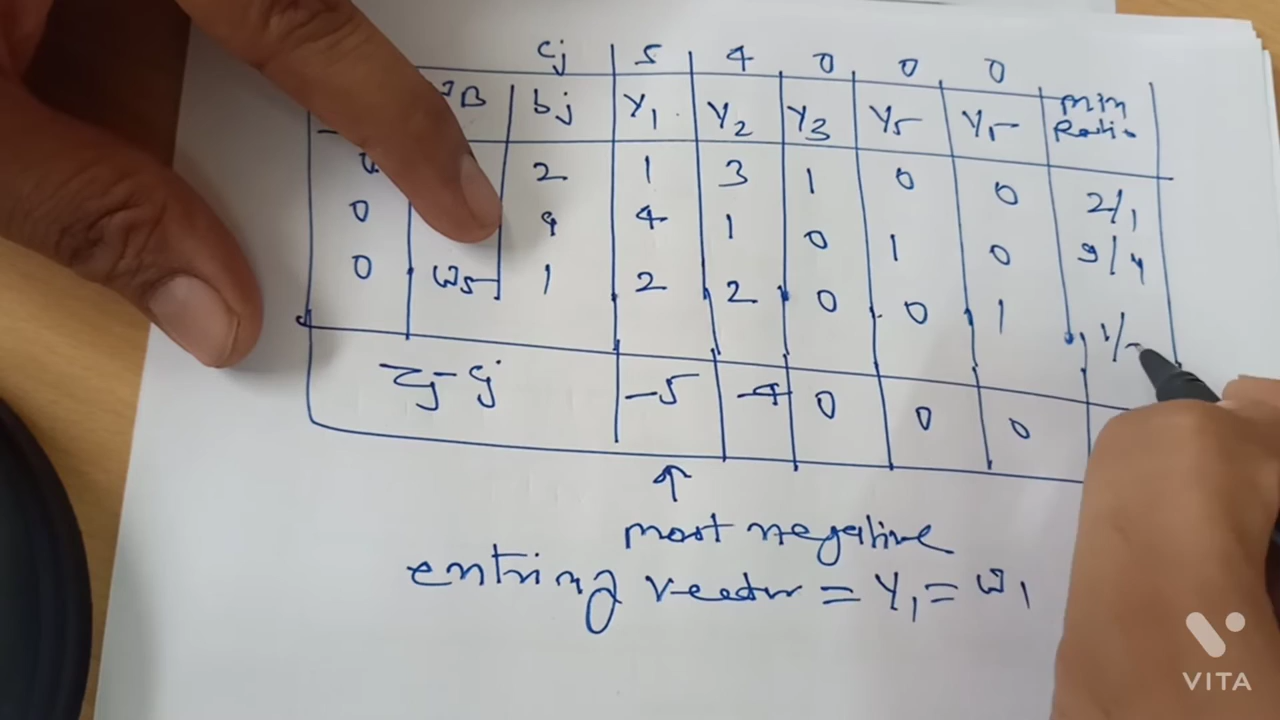 Cj 5 4 0 0 0
B bj Y1 Y2 Y3 Y5 Y5 Min Ratio
2 1 3 1 0 0 2/1
0 9 4 1 0 1 0 9/4
0 W5 1 2 2 0 0 1 1/
Zj-Cj -5 -4 0 0 0
↑
most negative
entring vector = Y1 = W1
VITA